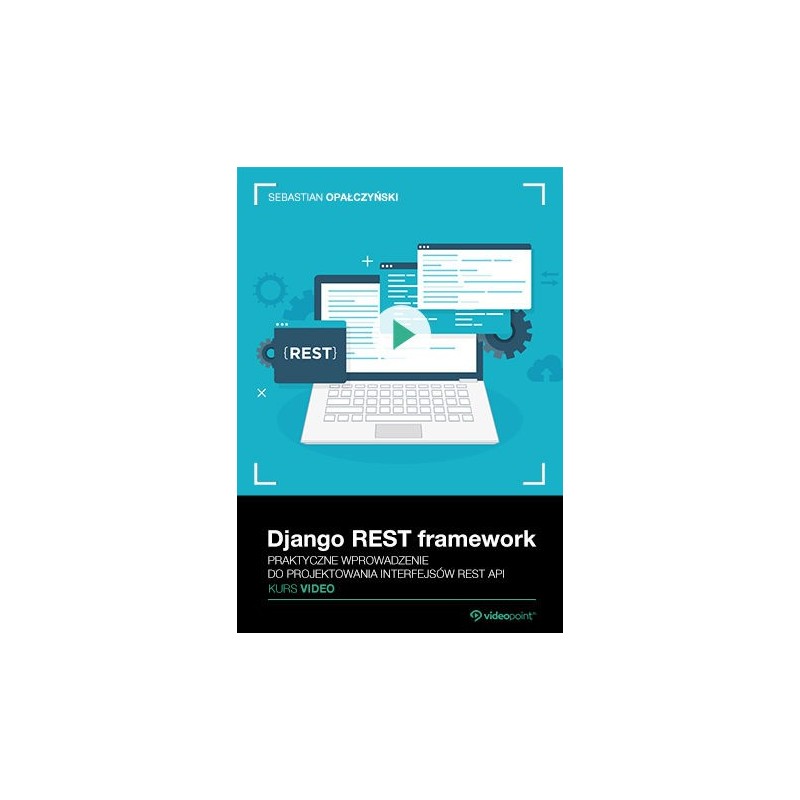 SEBASTIAN OPAŁCZYŃSKI
{REST}
Django REST framework
PRAKTYCZNE WPROWADZENIE
DO PROJEKTOWANIA INTERFEJSÓW REST API
KURS VIDEO
videopoint